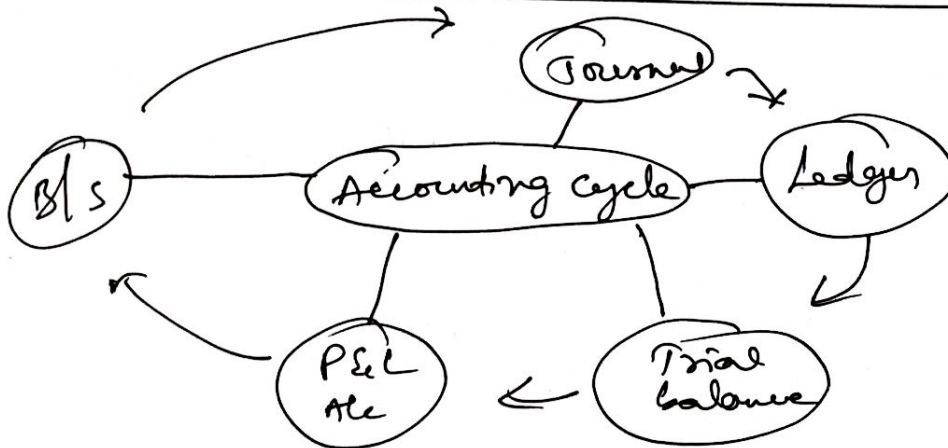 Journal
Ledger
Accounting cycle
B/S
P&L
A/c
Trial
balance